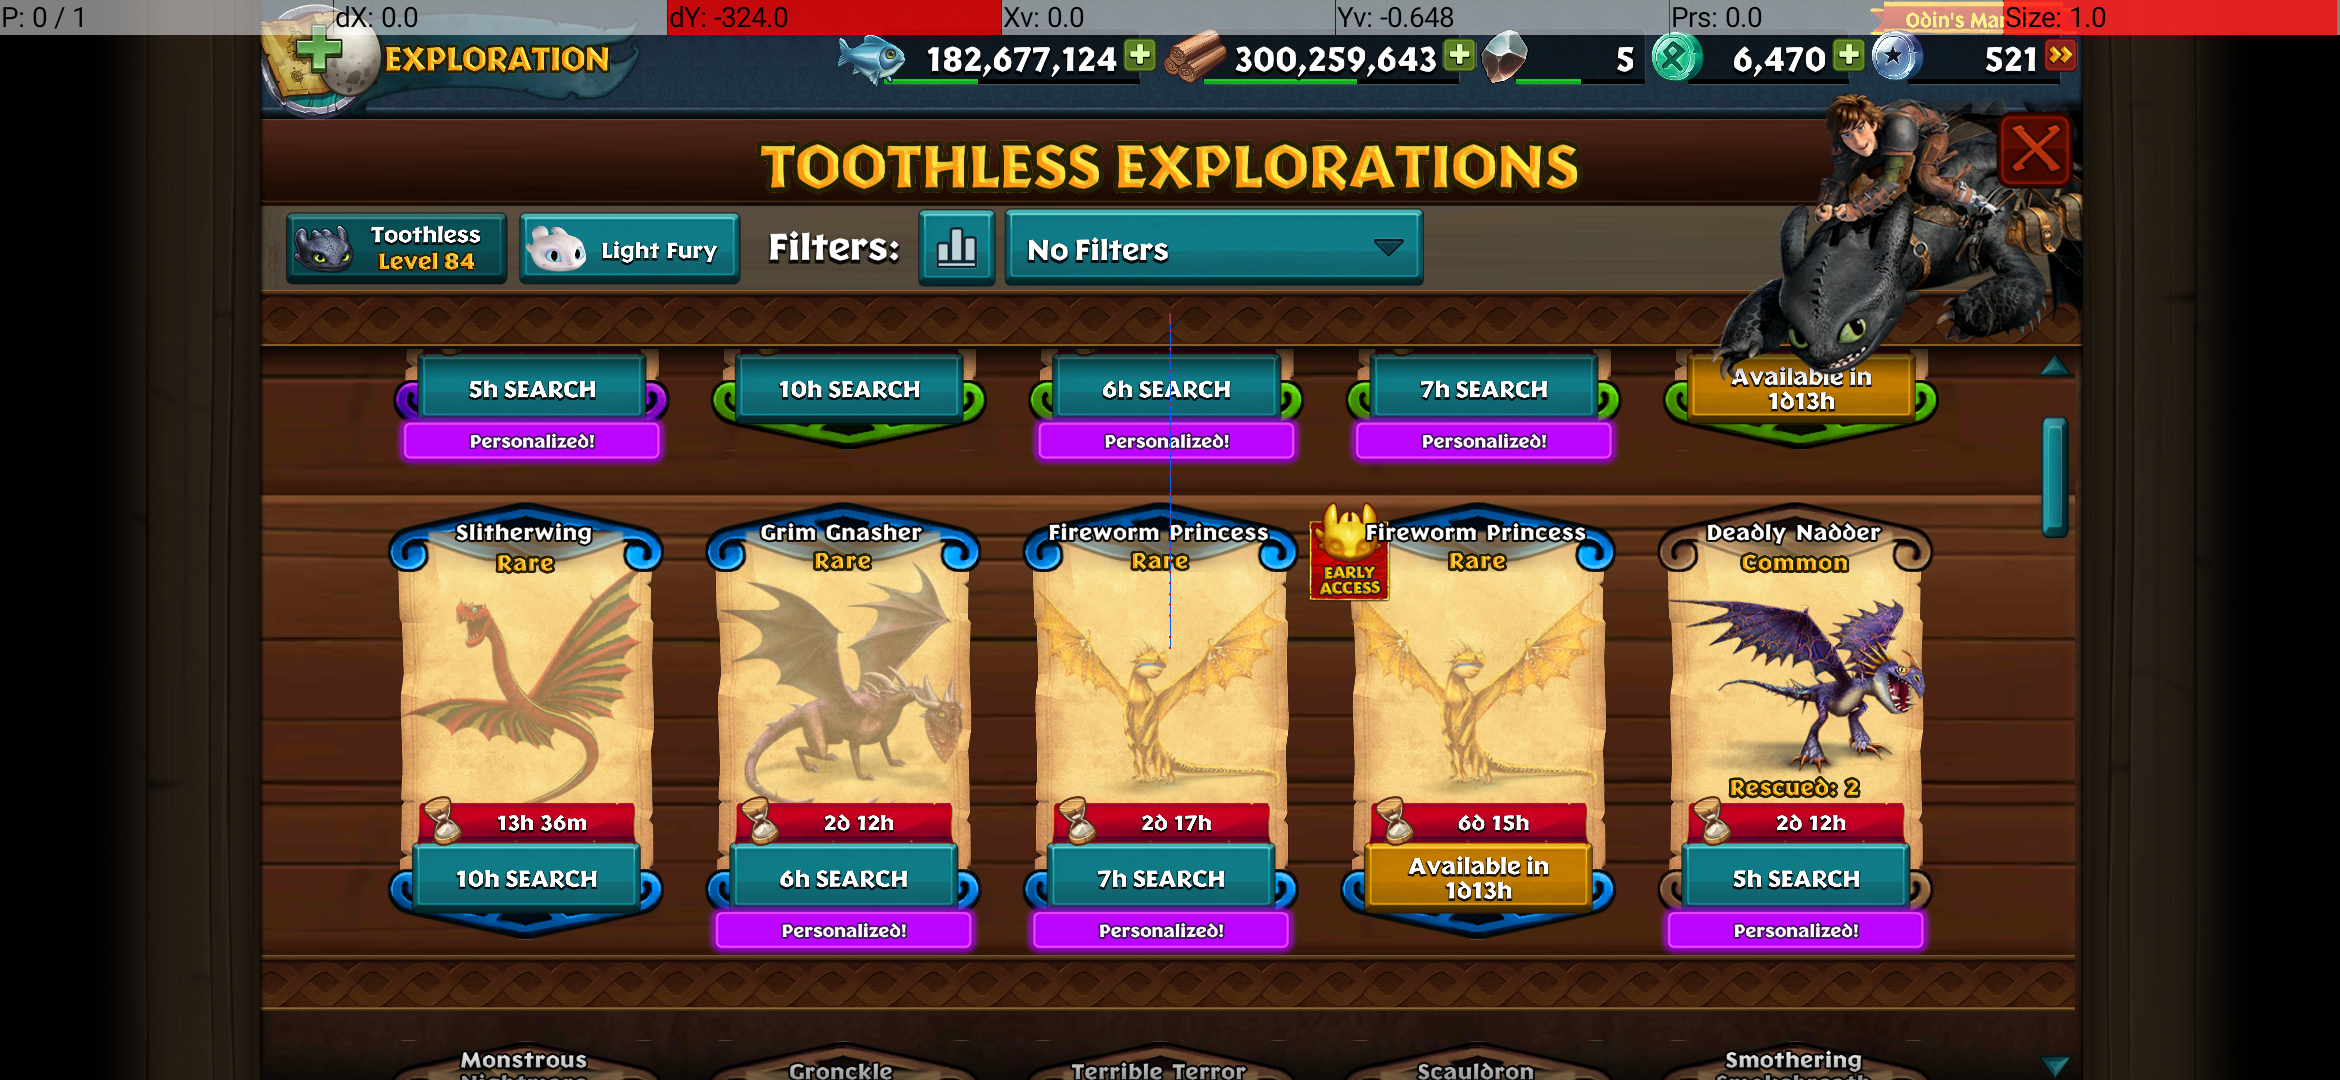 P: 0 / 1
dX: 0.0
dY: -324.0
Xv: 0.0
Yv: -0.648
Prs: 0.0
Size: 1.0
Odin's Mar
EXPLORATION
182,677,124
300,259,643
5
6,470
521
TOOTHLESS EXPLORATIONS
Toothless
Level 84
Light Fury
Filters:
No Filters
5h SEARCH
Personalized!
10h SEARCH
6h SEARCH
Personalized!
7h SEARCH
Personalized!
Available in
1d13h
Slitherwing
Rare
13h 36m
10h SEARCH
Grim Gnasher
Rare
2d 12h
6h SEARCH
Personalized!
Fireworm Princess
Rare
2d 17h
7h SEARCH
Personalized!
EARLY
ACCESS
Fireworm Princess
Rare
6d 15h
Available in
1d13h
Deadly Nadder
Common
Rescued: 2
2d 12h
5h SEARCH
Personalized!
Monstrous
Nightmare
Gronckle
Terrible Terror
Scauldron
Smothering
Smokebreath